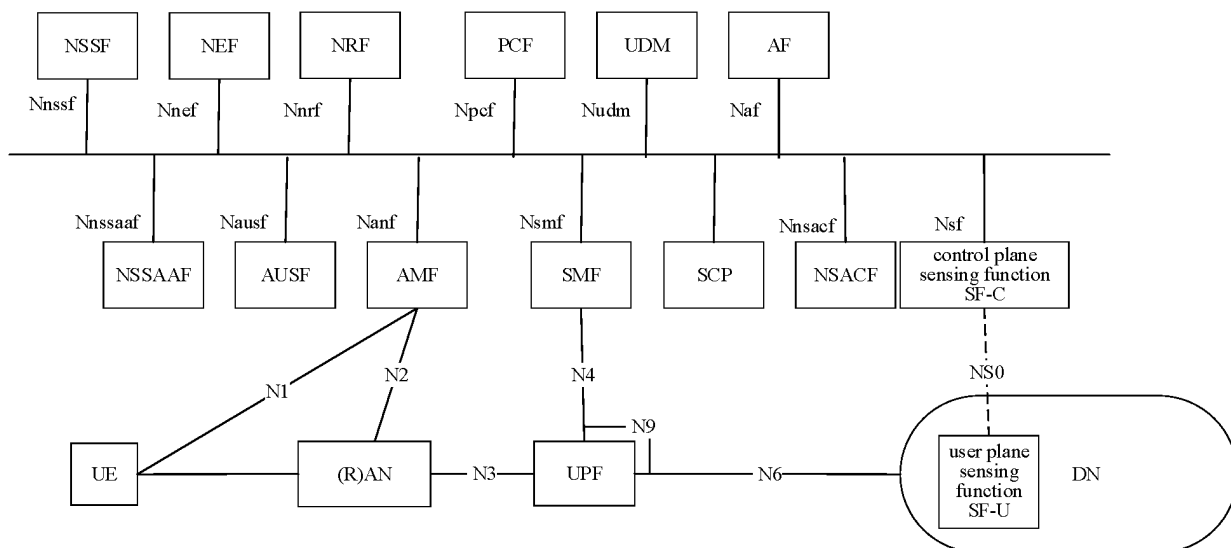 NSSF
NEF
NRF
PCF
UDM
AF
Nnssf
Nnef
Nnrf
Npcf
Nudm
Naf
Nnssaaf
Nausf
Nanf
Nsmf
Nnsacf
Nsf
NSSAAF
AUSF
AMF
SMF
SCP
NSACF
control plane
sensing function
SF-C
N1
N2
N4
NS0
N9
UE
(R)AN
N3
UPF
N6
user plane
sensing
function
SF-U
DN